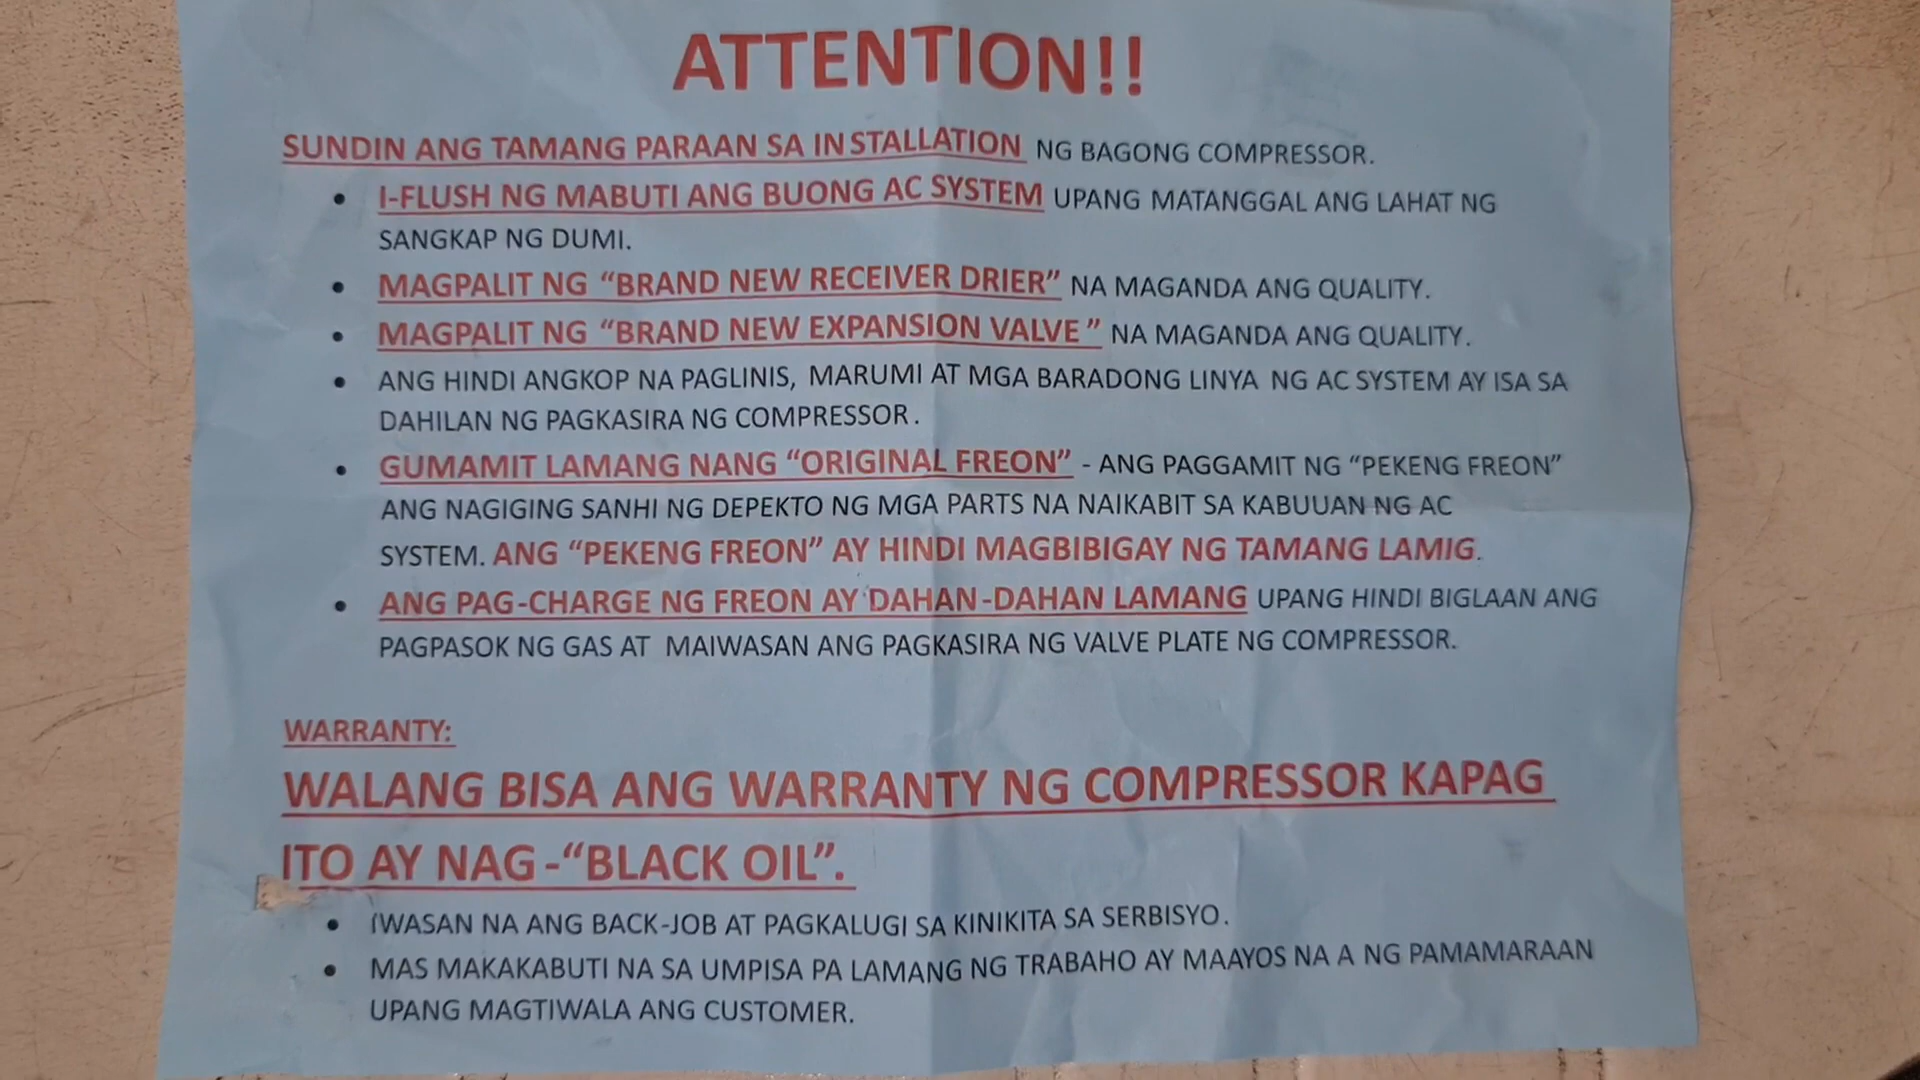 ATTENTION!!
SUNDIN ANG TAMANG PARAAN SA INSTALLATION NG BAGONG COMPRESSOR.
• I-FLUSH NG MABUTI ANG BUONG AC SYSTEM UPANG MATANGGAL ANG LAHAT NG
SANGKAP NG DUMI.
• MAGPALIT NG “BRAND NEW RECEIVER DRIER” NA MAGANDA ANG QUALITY.
• MAGPALIT NG “BRAND NEW EXPANSION VALVE” NA MAGANDA ANG QUALITY.
• ANG HINDI ANGKOP NA PAGLINIS, MARUMI AT MGA BARADONG LINYA NG AC SYSTEM AY ISA SA
DAHILAN NG PAGKASIRA NG COMPRESSOR.
• GUMAMIT LAMANG NANG “ORIGINAL FREON” - ANG PAGGAMIT NG “PEKENG FREON”
ANG NAGIGING SANHI NG DEPEKTO NG MGA PARTS NA NAIKABIT SA KABUUAN NG AC
SYSTEM. ANG “PEKENG FREON” AY HINDI MAGBIBIGAY NG TAMANG LAMIG.
• ANG PAG-CHARGE NG FREON AY DAHAN-DAHAN LAMANG UPANG HINDI BIGLAAN ANG
PAGPASOK NG GAS AT MAIWASAN ANG PAGKASIRA NG VALVE PLATE NG COMPRESSOR.
WARRANTY:
WALANG BISA ANG WARRANTY NG COMPRESSOR KAPAG
ITO AY NAG-“BLACK OIL”.
• IWASAN NA ANG BACK-JOB AT PAGKALUGI SA KINIKITA SA SERBISYO.
• MAS MAKAKABUTI NA SA UMPISA PA LAMANG NG TRABAHO AY MAAYOS NA A NG PAMAMARAAN
UPANG MAGTIWALA ANG CUSTOMER.